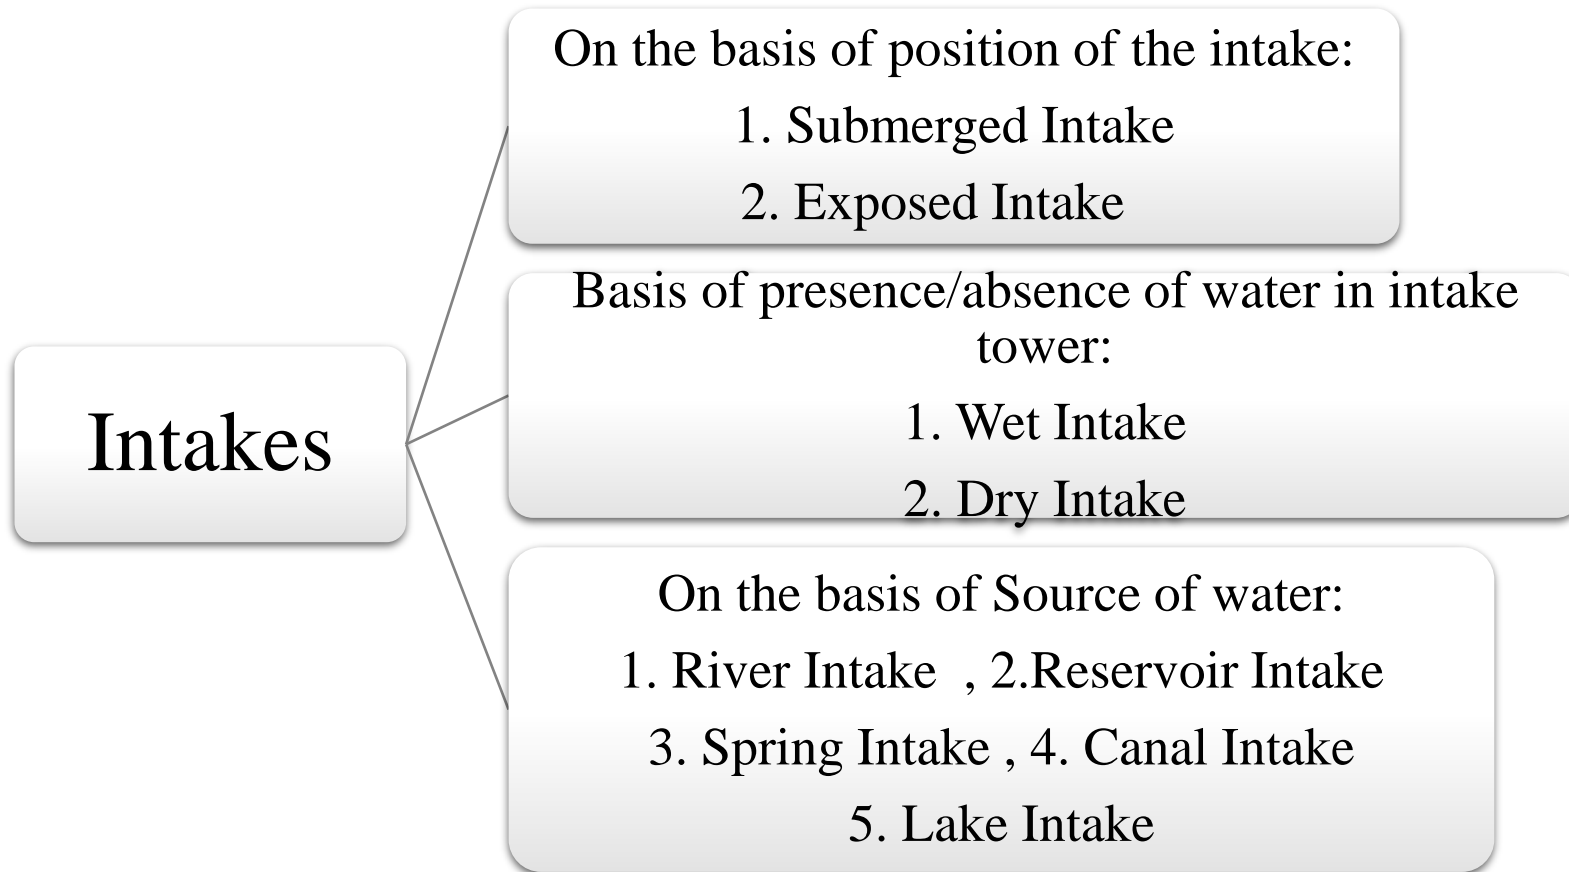 Intakes
On the basis of position of the intake:
1. Submerged Intake
2. Exposed Intake
Basis of presence/absence of water in intake
tower:
1. Wet Intake
2. Dry Intake
On the basis of Source of water:
1. River Intake  , 2.Reservoir Intake
3. Spring Intake , 4. Canal Intake
5. Lake Intake